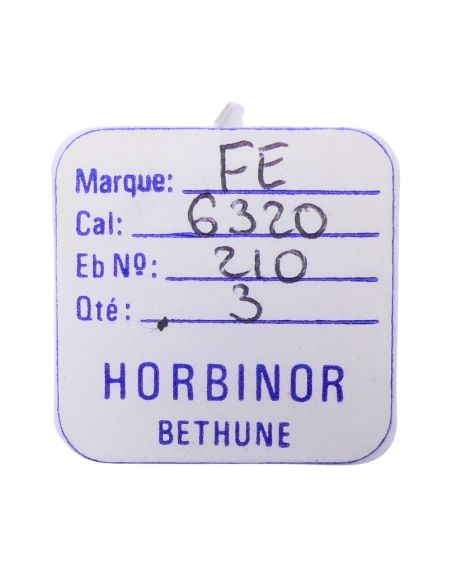 Marque: FE
Cal: 6320
Eb Nº: 210
Qté: 3
HORBINOR
BETHUNE